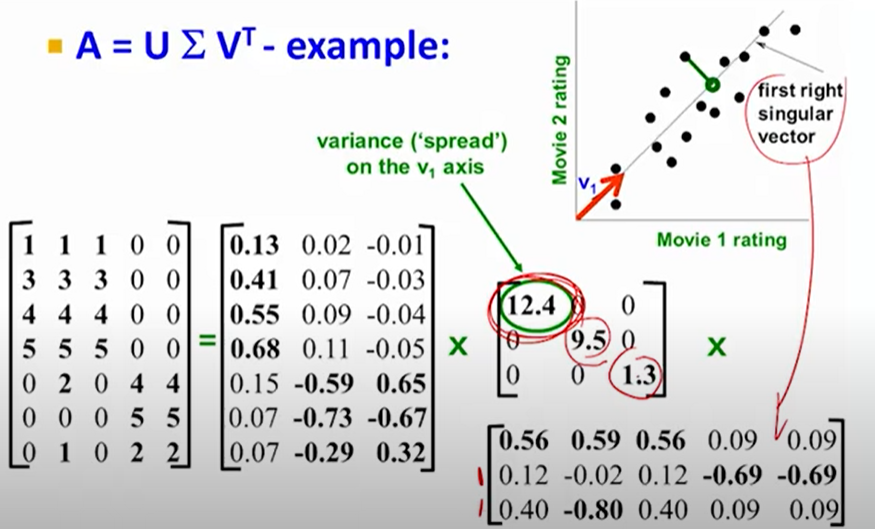 A = U Σ Vᵀ - example:
variance ('spread')
on the v₁ axis
Movie 2 rating
first right
singular
vector
v₁
Movie 1 rating
1 1 1 0 0
3 3 3 0 0
4 4 4 0 0
5 5 5 0 0
0 2 0 4 4
0 0 0 5 5
0 1 0 2 2
=
0.13 0.02 -0.01
0.41 0.07 -0.03
0.55 0.09 -0.04
0.68 0.11 -0.05
0.15 -0.59 0.65
0.07 -0.73 -0.67
0.07 -0.29 0.32
x
12.4 0
0 9.5 0
0 0 1.3
x
0.56 0.59 0.56 0.09 0.09
0.12 -0.02 0.12 -0.69 -0.69
0.40 -0.80 0.40 0.09 0.09